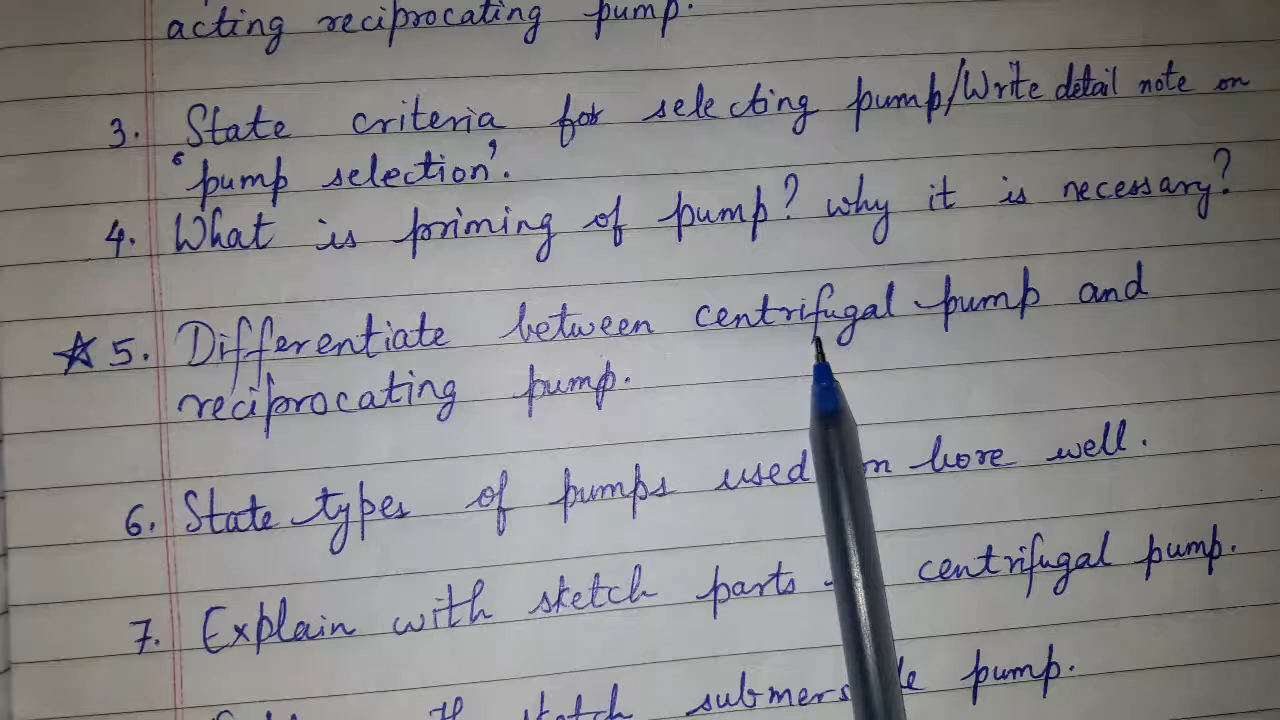 acting reciprocating pump.
3. State criteria for selecting pump/Write detail note on
'pump selection'.
4. What is priming of pump? why it is necessary?
☆ 5. Differentiate between centrifugal pump and
reciprocating pump.
6. State types of pumps used in bore well.
7. Explain with sketch parts centrifugal pump.
sketch pump.